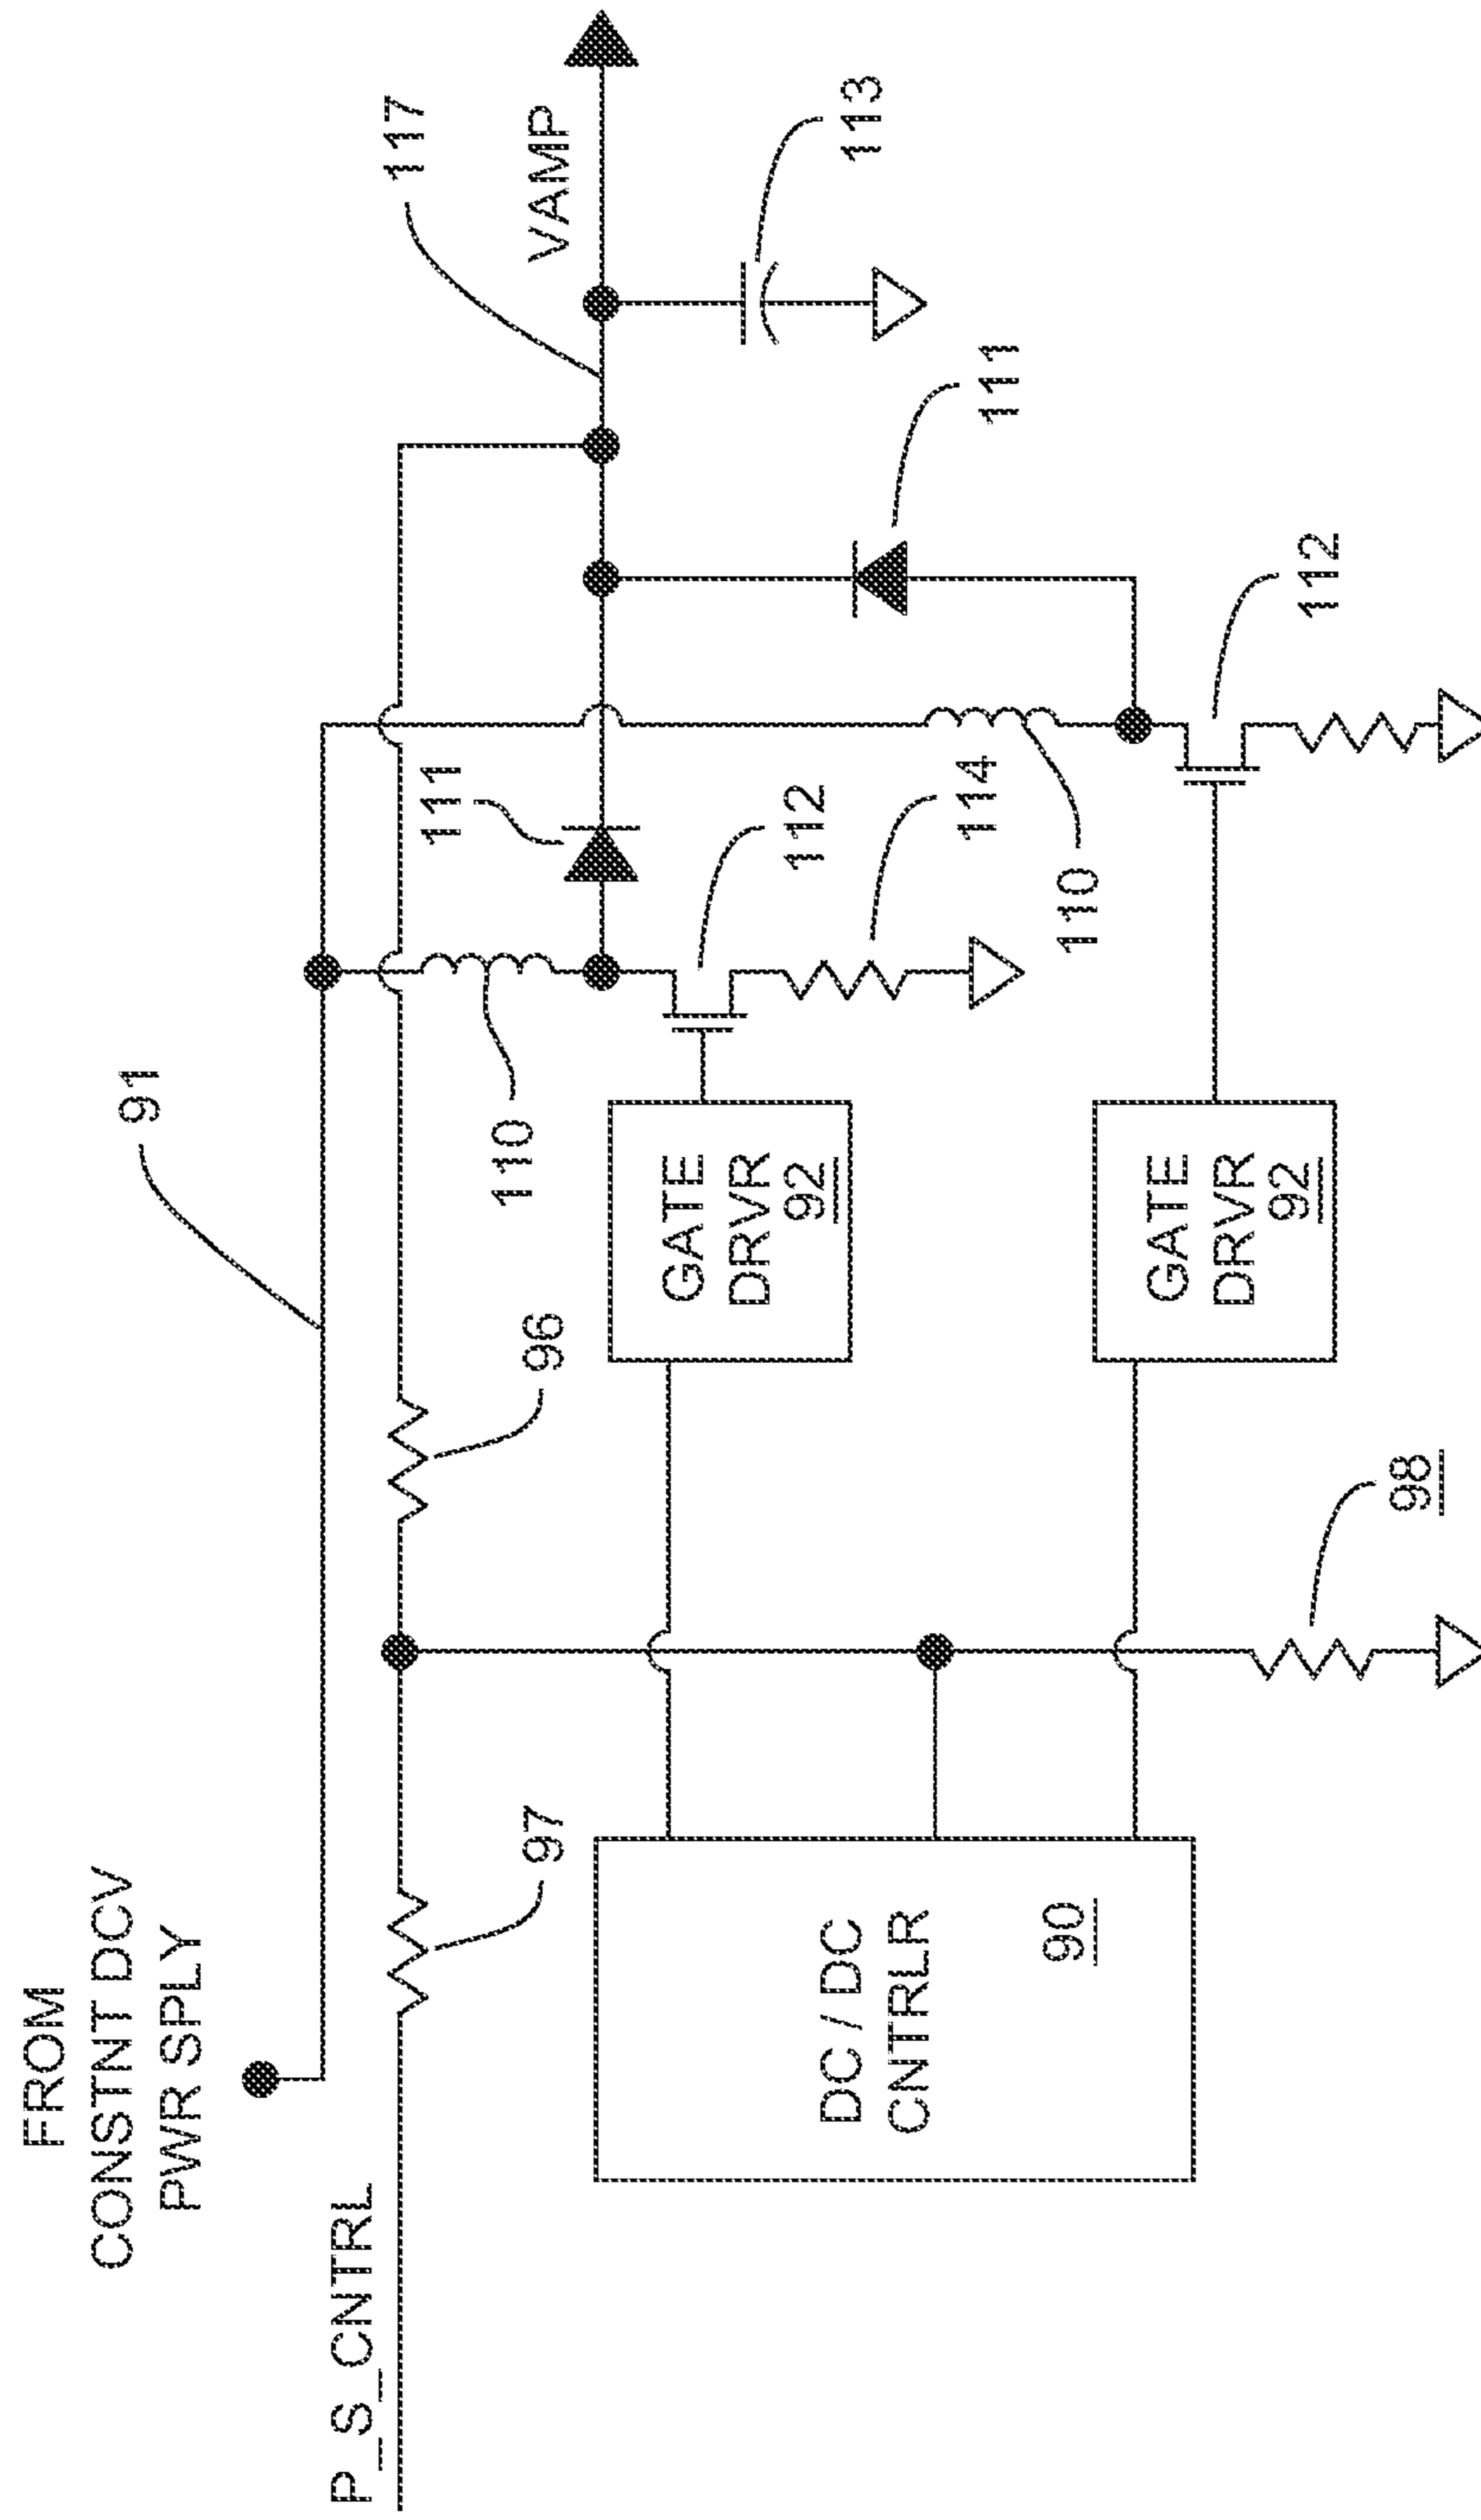 FROM
CONSTNT DCV
PWR SPLY
P_S_CNTRL
91
117
VAMP
97
96
110
111
113
DC / DC
CNTRLR
90
GATE
DRVR
92
112
114
111
110
GATE
DRVR
92
112
98